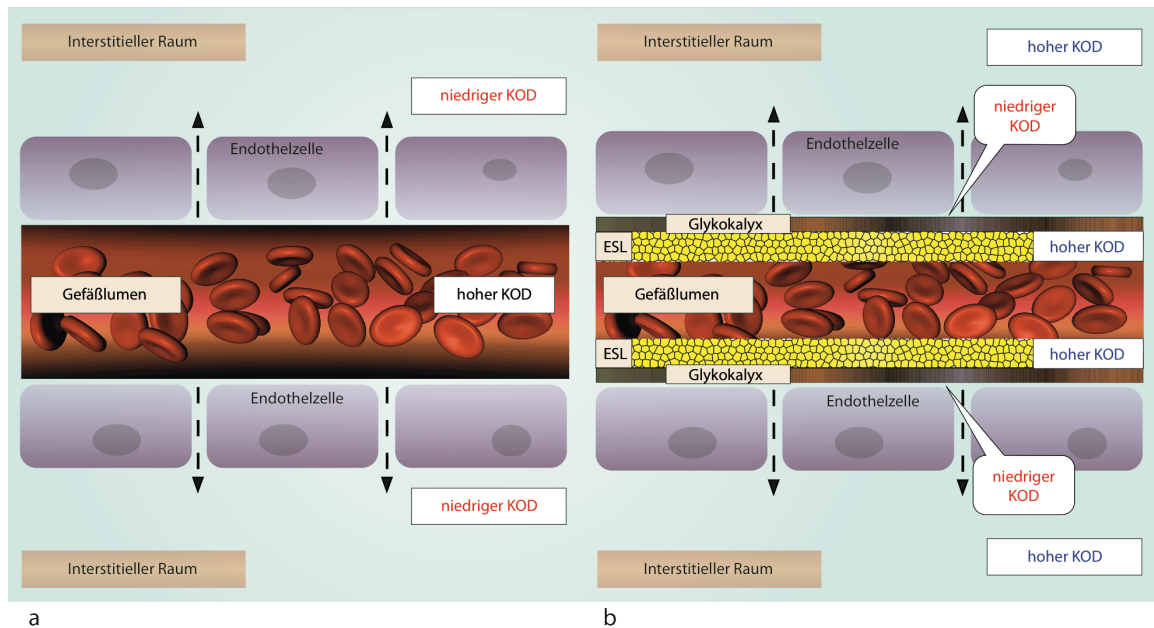 Interstitieller Raum
niedriger KOD
Endothelzelle
Gefäßlumen
hoher KOD
Endothelzelle
niedriger KOD
Interstitieller Raum
a
Interstitieller Raum
hoher KOD
niedriger
KOD
Endothelzelle
Glykokalyx
ESL
hoher KOD
Gefäßlumen
ESL
hoher KOD
Glykokalyx
Endothelzelle
niedriger
KOD
hoher KOD
Interstitieller Raum
b